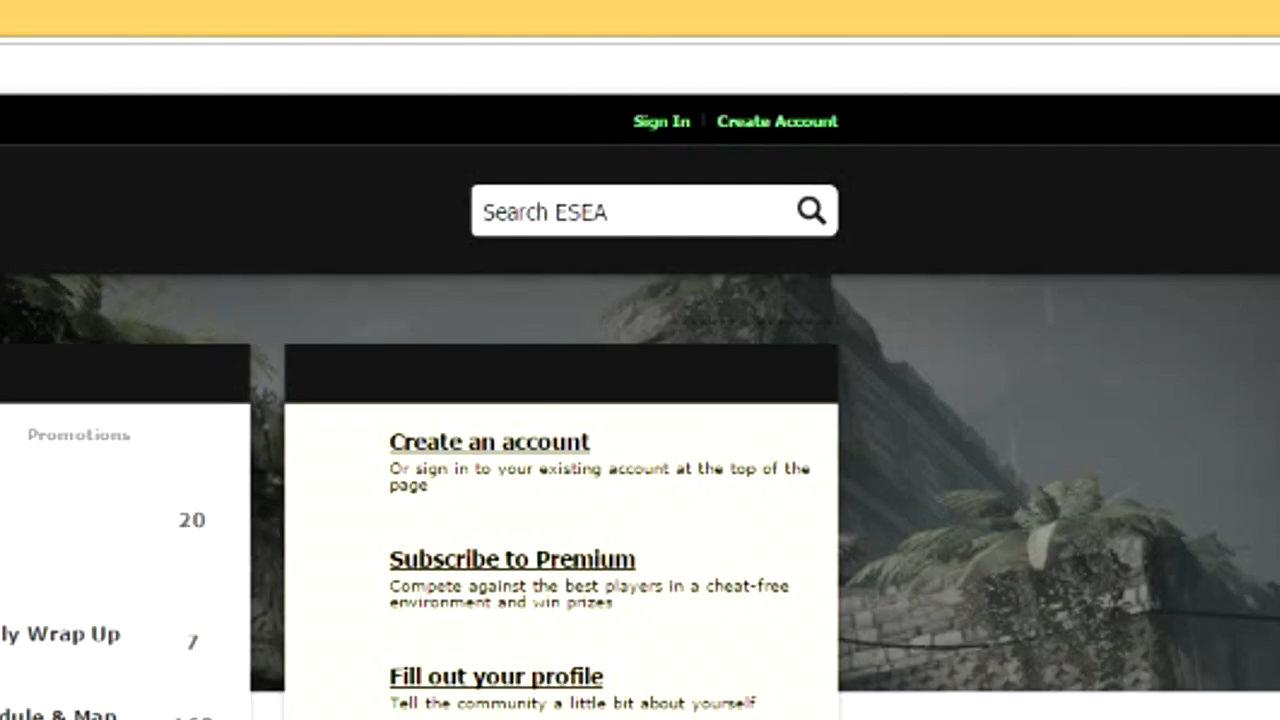 Sign In
Create Account
Search ESEA
Promotions
20
ly Wrap Up
7
dule & Map
Create an account
Or sign in to your existing account at the top of the
page
Subscribe to Premium
Compete against the best players in a cheat-free
environment and win prizes
Fill out your profile
Tell the community a little bit about yourself